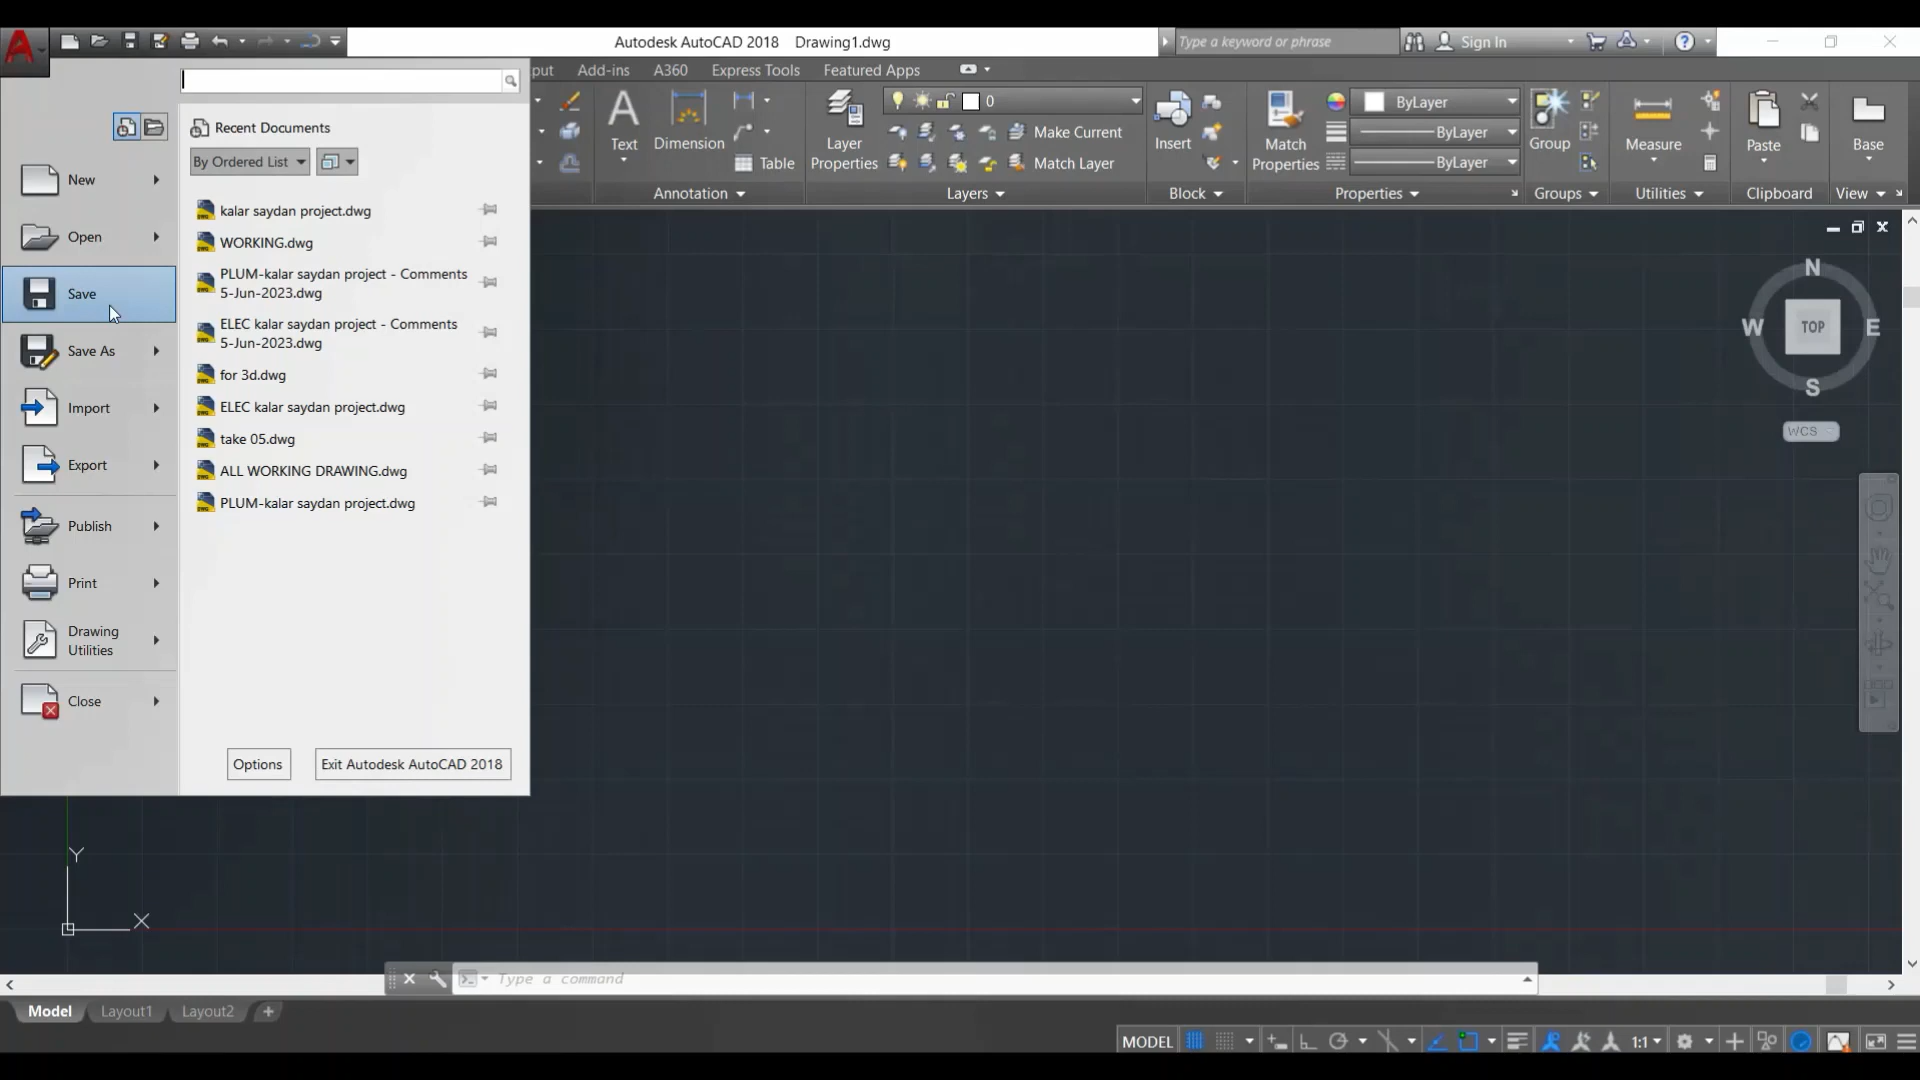 Autodesk AutoCAD 2018 Drawing1.dwg
Type a keyword or phrase
Sign In
put Add-ins A360 Express Tools Featured Apps
Recent Documents
By Ordered List
New
Open
Save
Save As
Import
Export
Publish
Print
Drawing
Utilities
Close
kalar saydan project.dwg
WORKING.dwg
PLUM-kalar saydan project - Comments
5-Jun-2023.dwg
ELEC kalar saydan project - Comments
5-Jun-2023.dwg
for 3d.dwg
ELEC kalar saydan project.dwg
take 05.dwg
ALL WORKING DRAWING.dwg
PLUM-kalar saydan project.dwg
Options
Exit Autodesk AutoCAD 2018
Text
Dimension
Table
Annotation
Layer
Properties
0
Make Current
Match Layer
Layers
Insert
Block
Match
Properties
ByLayer
ByLayer
ByLayer
Properties
Group
Groups
Measure
Utilities
Paste
Clipboard
Base
View
N
W TOP E
S
WCS
Y
X
Type a command
Model Layout1 Layout2
MODEL
1:1